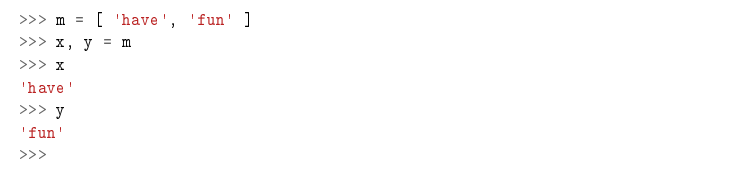 >>> m = [ 'have', 'fun' ]
>>> x, y = m
>>> x
'have'
>>> y
'fun'
>>>